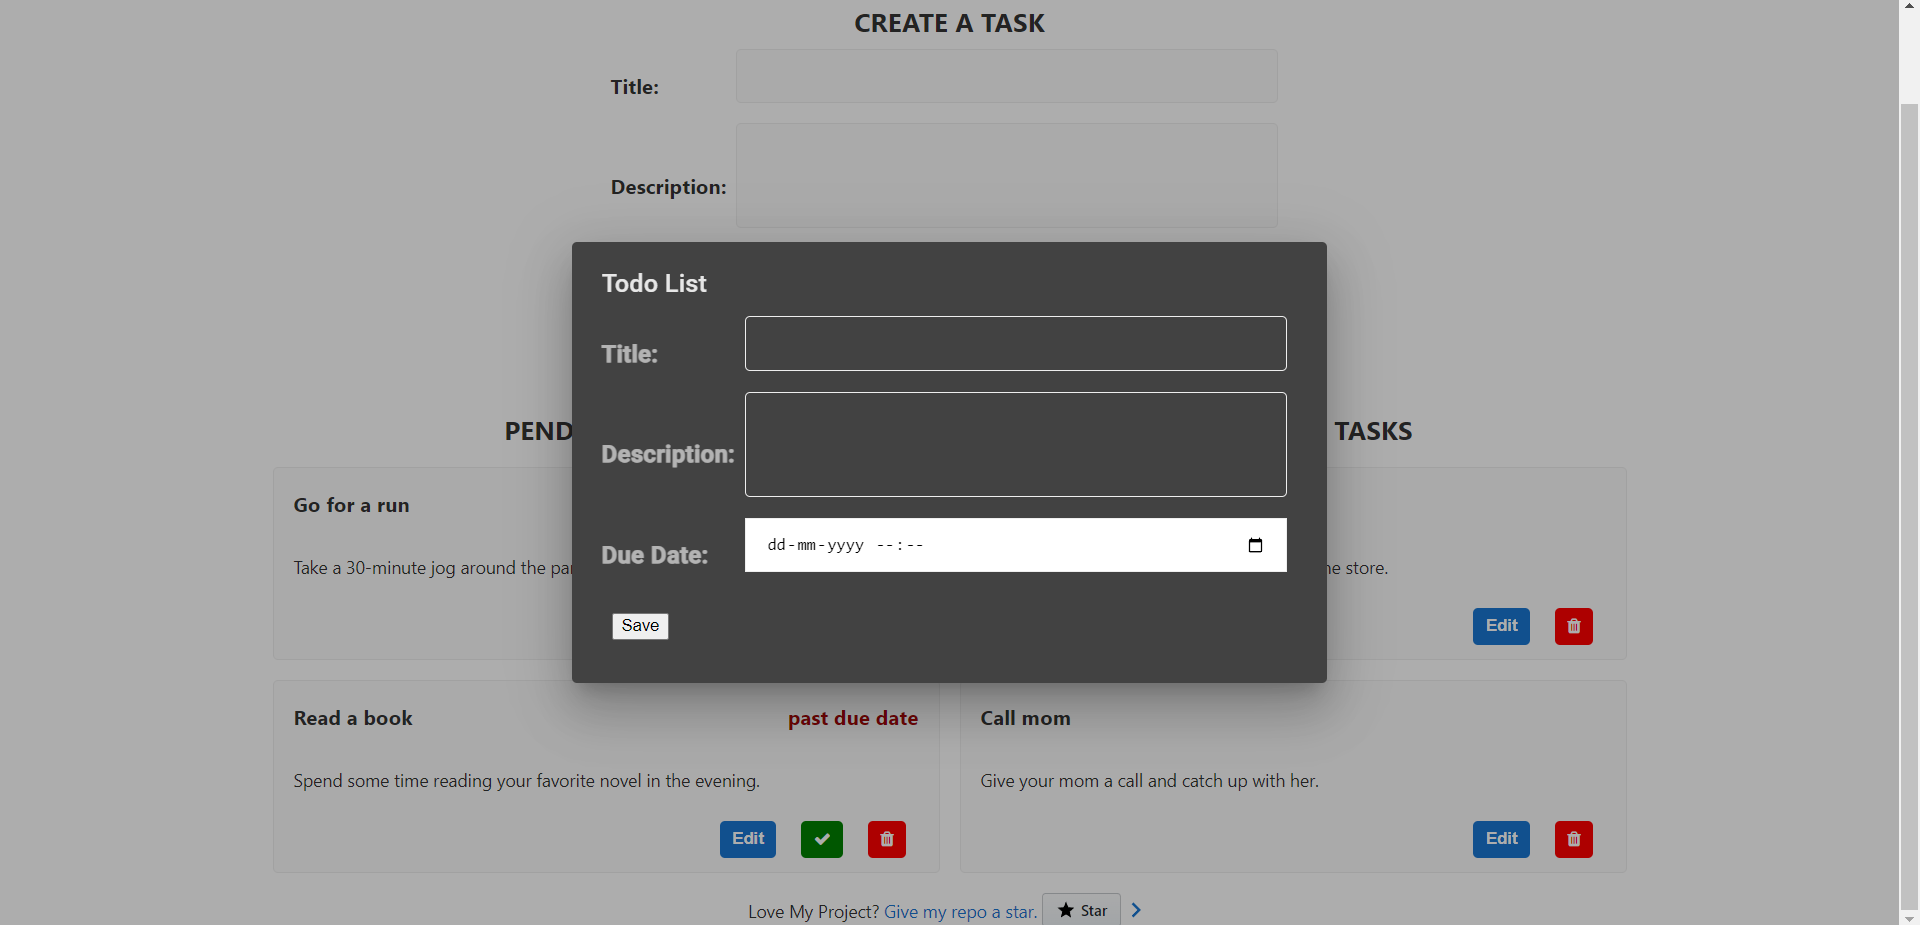 CREATE A TASK
Title:
Description:
Todo List
Title:
Description:
Due Date:
dd-mm-yyyy --:--
Save
PEND
TASKS
Go for a run
Take a 30-minute jog around the pa
e store.
Edit
Read a book
past due date
Spend some time reading your favorite novel in the evening.
Edit
Call mom
Give your mom a call and catch up with her.
Edit
Love My Project? Give my repo a star. Star